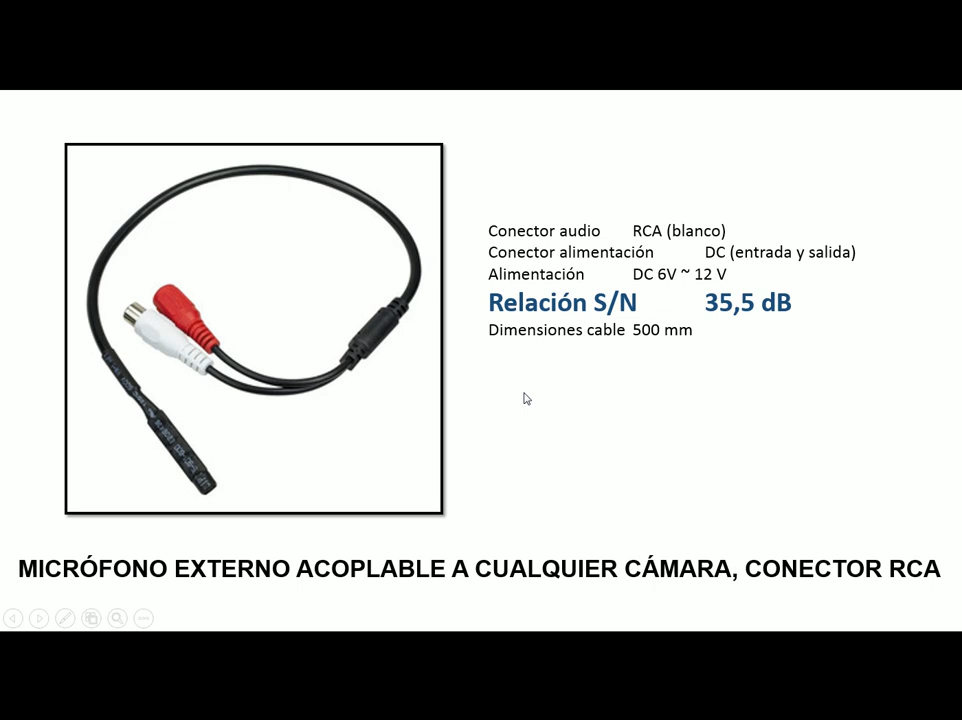 Conector audio RCA (blanco)
Conector alimentación DC (entrada y salida)
Alimentación DC 6V ~ 12 V
Relación S/N 35,5 dB
Dimensiones cable 500 mm
MICRÓFONO EXTERNO ACOPLABLE A CUALQUIER CÁMARA, CONECTOR RCA